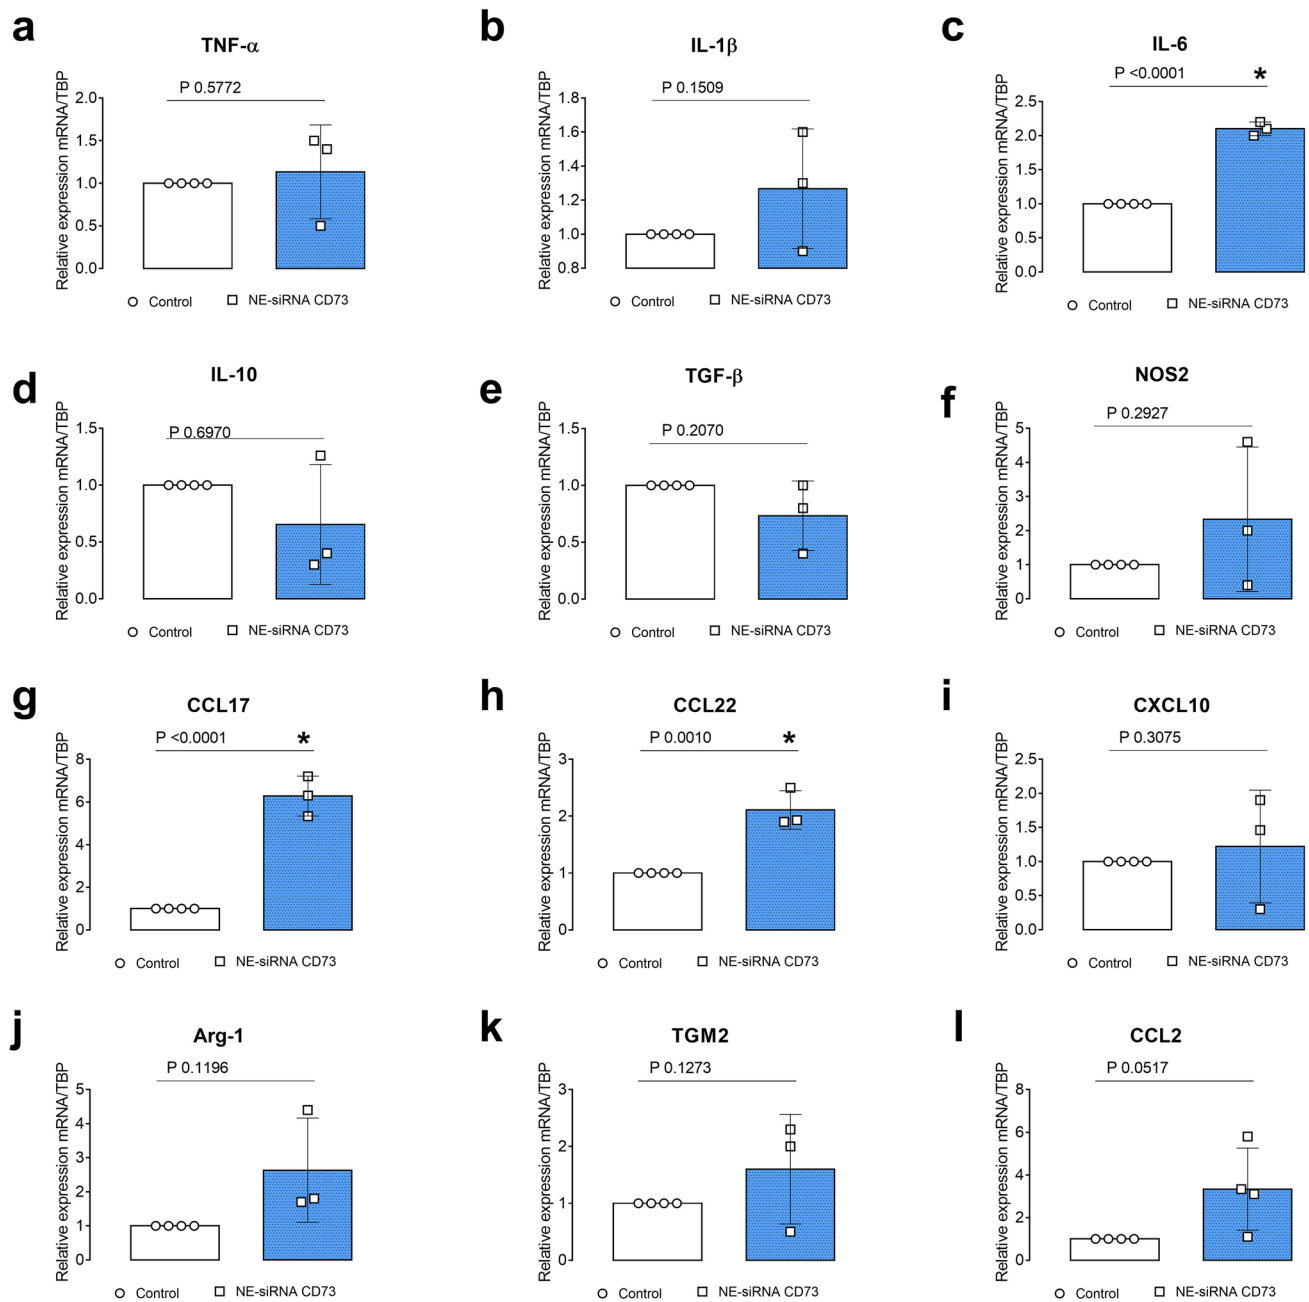 a
TNF-α
P 0.5772
Relative expression mRNA/TBP
2.0
1.5
1.0
0.5
0.0
Control
NE-siRNA CD73
b
IL-1β
P 0.1509
Relative expression mRNA/TBP
1.8
1.6
1.4
1.2
1.0
0.8
Control
NE-siRNA CD73
c
IL-6
P <0.0001 *
Relative expression mRNA/TBP
2.5
2.0
1.5
1.0
0.5
0.0
Control
NE-siRNA CD73
d
IL-10
P 0.6970
Relative expression mRNA/TBP
1.5
1.0
0.5
0.0
Control
NE-siRNA CD73
e
TGF-β
P 0.2070
Relative expression mRNA/TBP
1.5
1.0
0.5
0.0
Control
NE-siRNA CD73
f
NOS2
P 0.2927
Relative expression mRNA/TBP
5
4
3
2
1
0
Control
NE-siRNA CD73
g
CCL17
P <0.0001 *
Relative expression mRNA/TBP
8
6
4
2
0
Control
NE-siRNA CD73
h
CCL22
P 0.0010 *
Relative expression mRNA/TBP
3
2
1
0
Control
NE-siRNA CD73
i
CXCL10
P 0.3075
Relative expression mRNA/TBP
2.5
2.0
1.5
1.0
0.5
0.0
Control
NE-siRNA CD73
j
Arg-1
P 0.1196
Relative expression mRNA/TBP
5
4
3
2
1
0
Control
NE-siRNA CD73
k
TGM2
P 0.1273
Relative expression mRNA/TBP
3
2
1
0
Control
NE-siRNA CD73
l
CCL2
P 0.0517
Relative expression mRNA/TBP
8
6
4
2
0
Control
NE-siRNA CD73